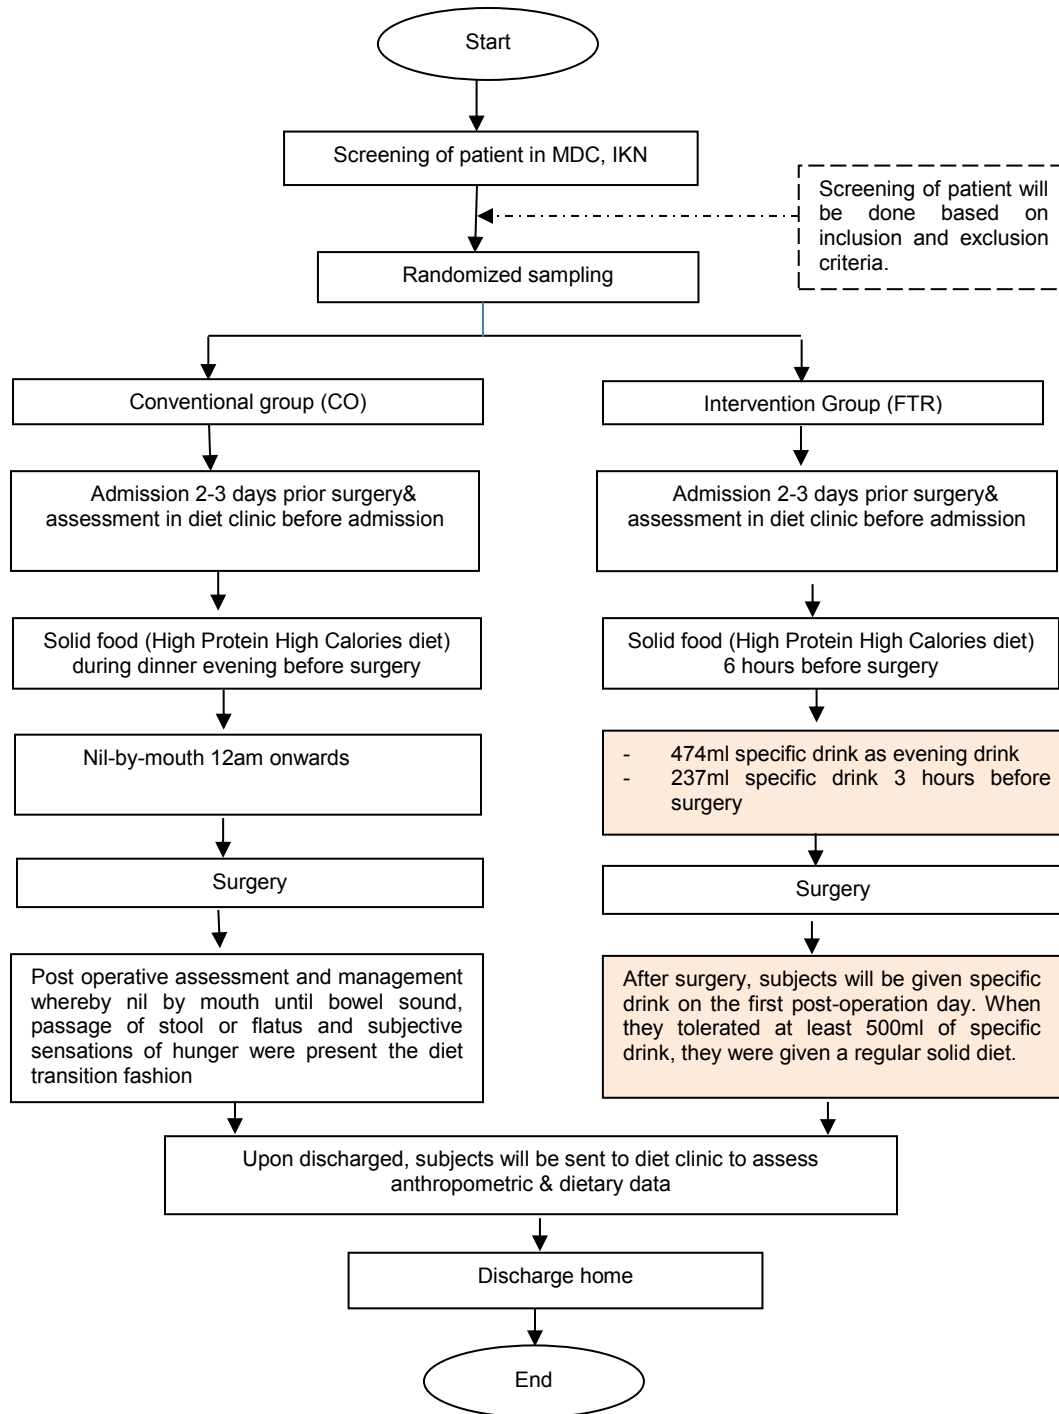 Start
Screening of patient in MDC, IKN
Screening of patient will
be done based on
inclusion and exclusion
criteria.
Randomized sampling
Conventional group (CO)
Intervention Group (FTR)
Admission 2-3 days prior surgery&
assessment in diet clinic before admission
Admission 2-3 days prior surgery&
assessment in diet clinic before admission
Solid food (High Protein High Calories diet)
during dinner evening before surgery
Solid food (High Protein High Calories diet)
6 hours before surgery
Nil-by-mouth 12am onwards
- 474ml specific drink as evening drink
- 237ml specific drink 3 hours before
surgery
Surgery
Surgery
Post operative assessment and management
whereby nil by mouth until bowel sound,
passage of stool or flatus and subjective
sensations of hunger were present the diet
transition fashion
After surgery, subjects will be given specific
drink on the first post-operation day. When
they tolerated at least 500ml of specific
drink, they were given a regular solid diet.
Upon discharged, subjects will be sent to diet clinic to assess
anthropometric & dietary data
Discharge home
End